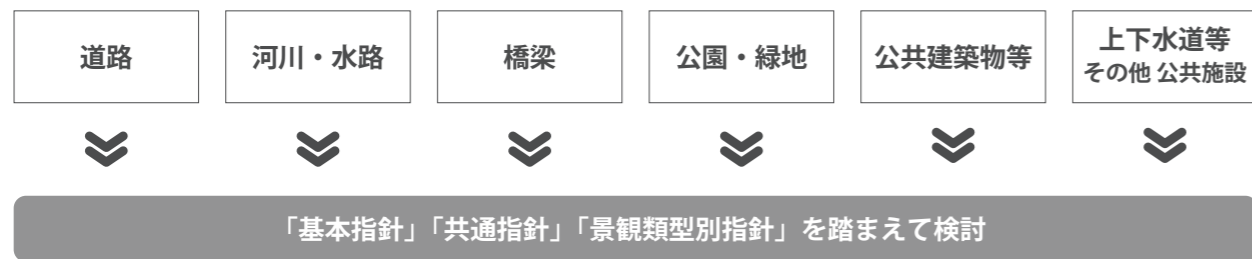 道路
河川・水路
橋梁
公園・緑地
公共建築物等
上下水道等
その他 公共施設
「基本指針」「共通指針」「景観類型別指針」を踏まえて検討